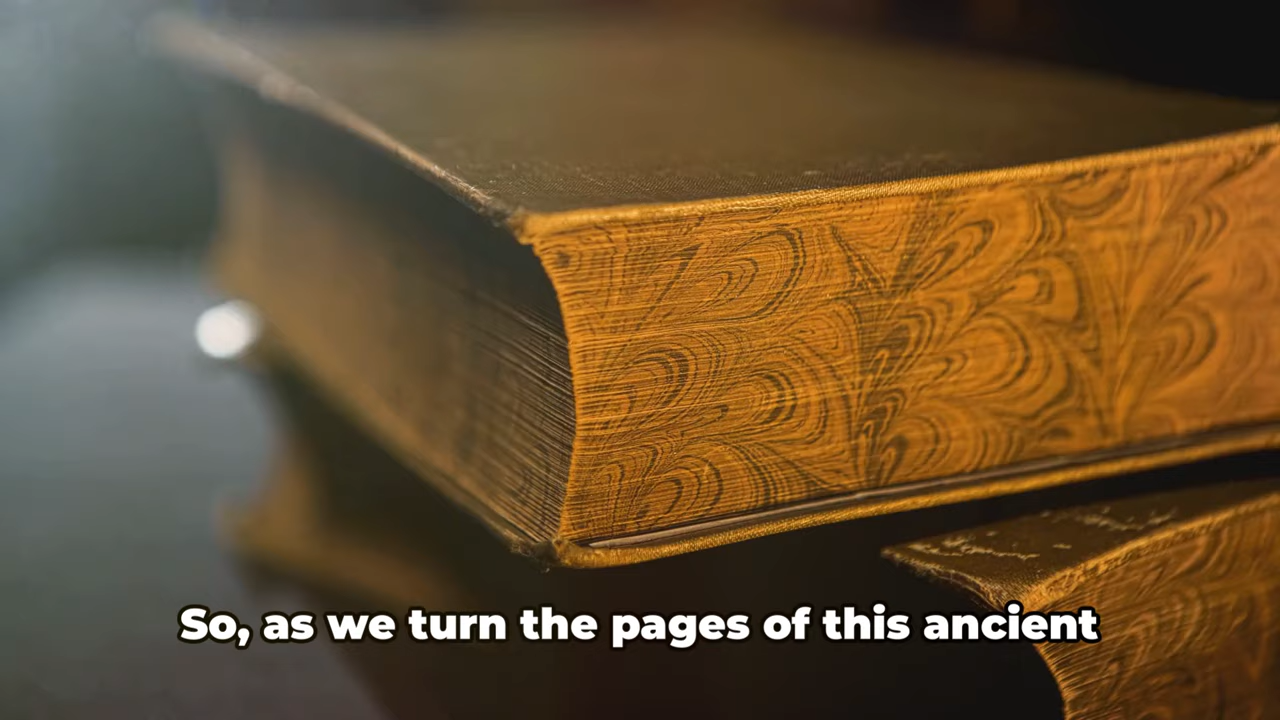 So, as we turn the pages of this ancient